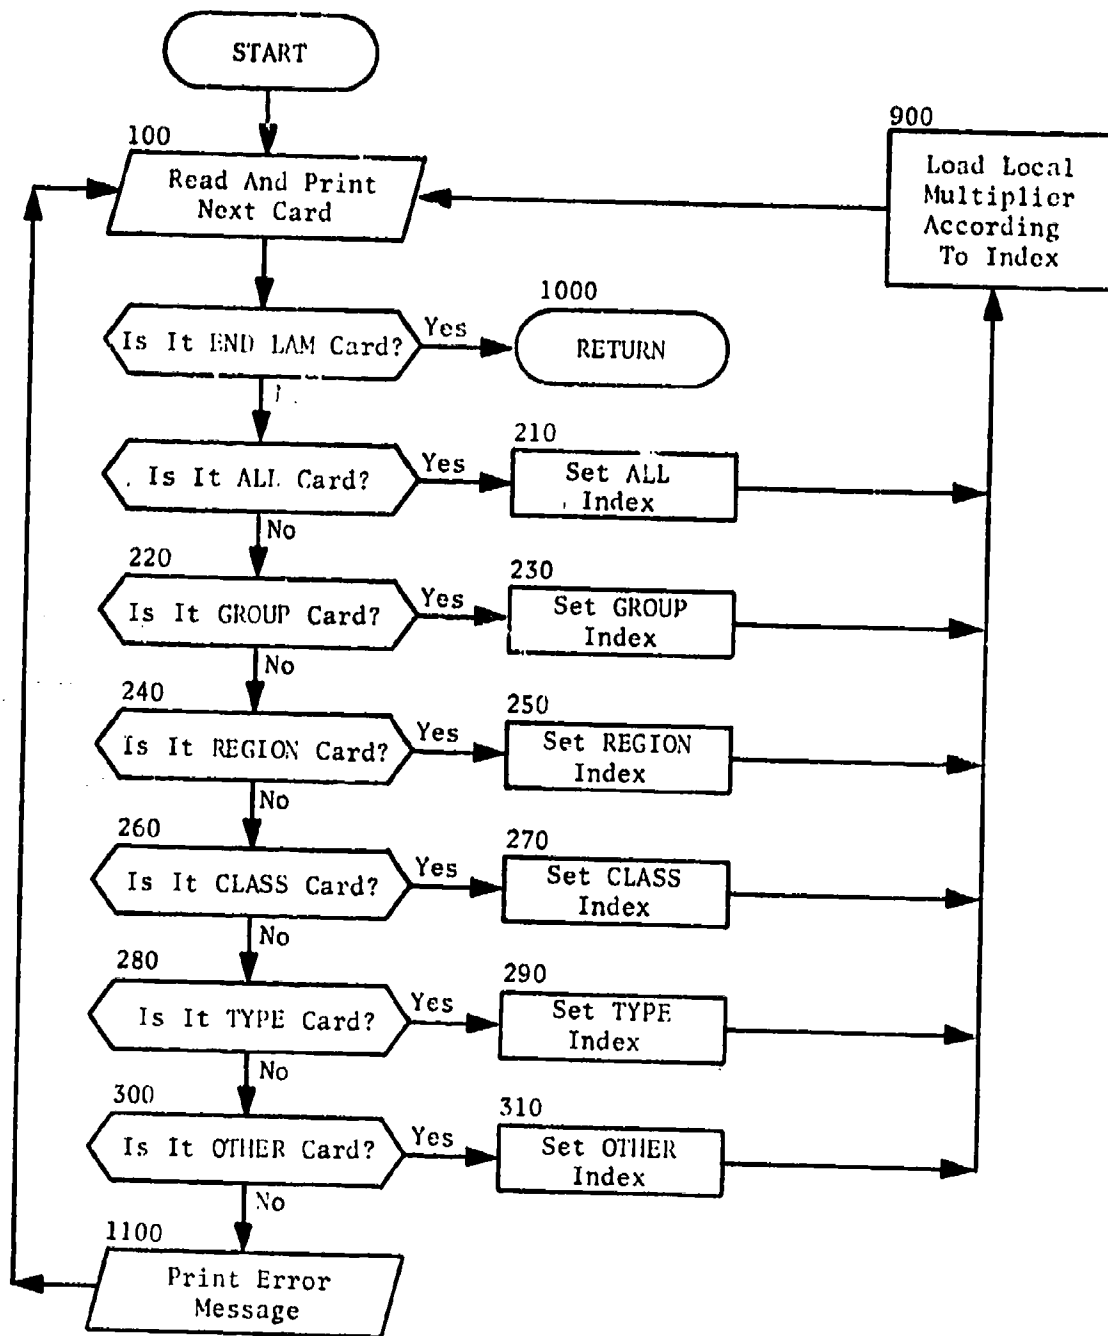 START
100
Read And Print
Next Card
900
Load Local
Multiplier
According
To Index
Is It END LAM Card?
Yes
1000
RETURN
Is It ALL Card?
Yes
210
Set ALL
Index
No
220
Is It GROUP Card?
Yes
230
Set GROUP
Index
No
240
Is It REGION Card?
Yes
250
Set REGION
Index
No
260
Is It CLASS Card?
Yes
270
Set CLASS
Index
No
280
Is It TYPE Card?
Yes
290
Set TYPE
Index
No
300
Is It OTHER Card?
Yes
310
Set OTHER
Index
No
1100
Print Error
Message